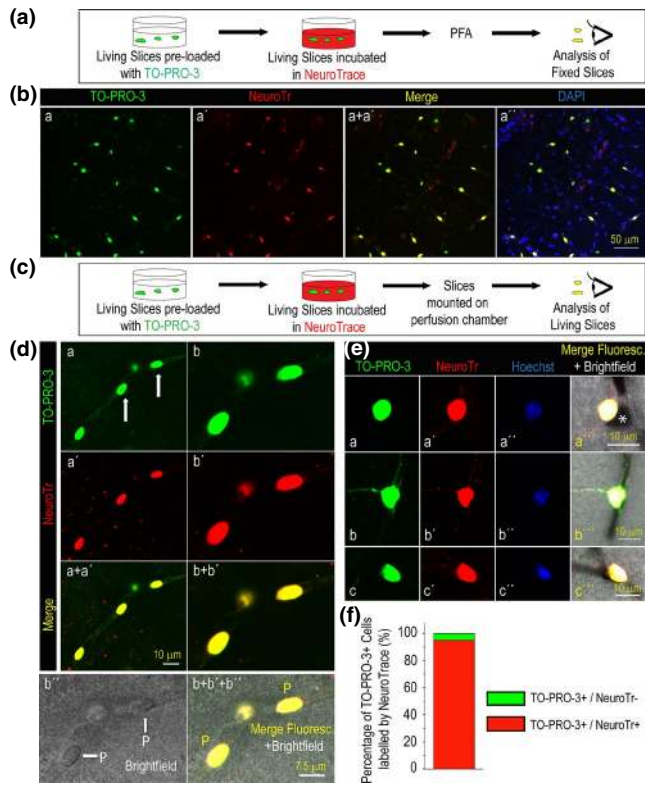 (a)
PFA
Living Slices pre-loaded
with TO-PRO-3
Living Slices incubated
in NeuroTrace
Analysis of
Fixed Slices
(b)
TO-PRO-3
NeuroTr
Merge
DAPI
a
a´
a+a´
a´´
50 µm
(c)
Living Slices pre-loaded
with TO-PRO-3
Living Slices incubated
in NeuroTrace
Slices
mounted on
perfusion chamber
Analysis of
Living Slices
(d)
TO-PRO-3
a
b
NeuroTr
a´
b´
Merge
a+a´
b+b´
10 µm
b´´
P
P
Brightfield
b+b´+b´´
P
P
Merge Fluoresc.
+Brightfield
7.5 µm
(e)
TO-PRO-3
NeuroTr
Hoechst
Merge Fluoresc.
+ Brightfield
a
a´
a´´
a´´´
*
10 µm
b
b´
b´´
b´´´
10 µm
c
c´
c´´
c´´´
10 µm
(f)
Percentage of TO-PRO-3+ Cells
labelled by NeuroTrace (%)
100
80
60
40
20
0
TO-PRO-3+ / NeuroTr-
TO-PRO-3+ / NeuroTr+